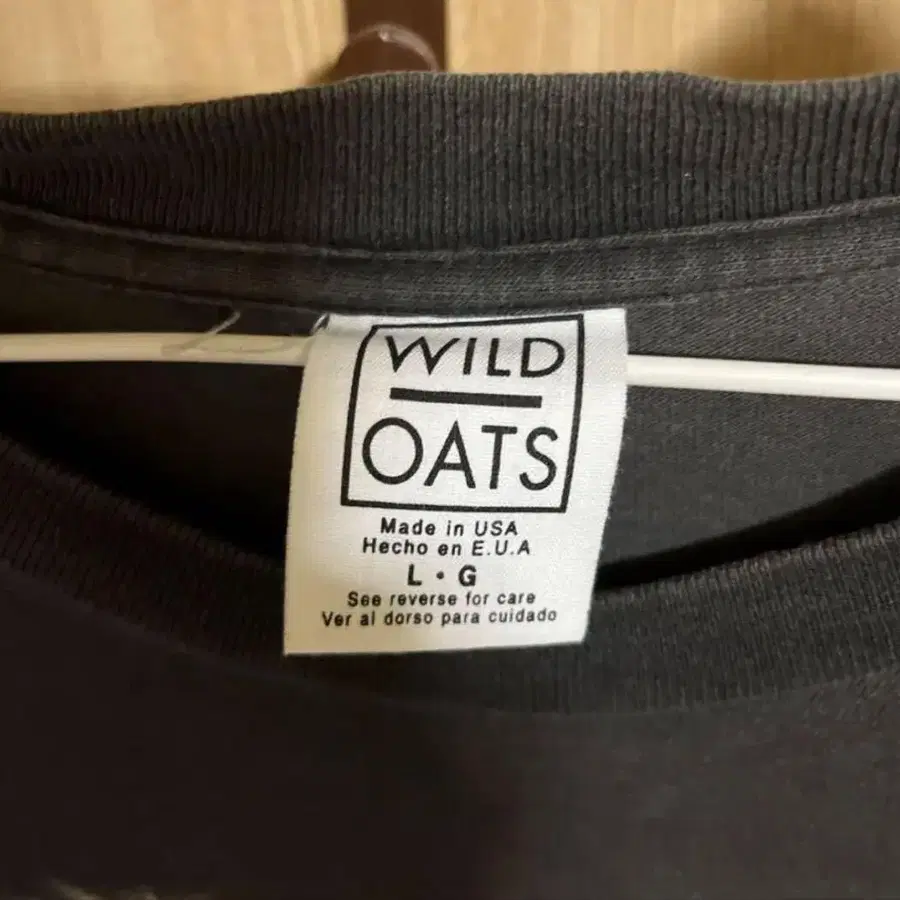 WILD
OATS
Made in USA
Hecho en E.U.A
L • G
See reverse for care
Ver al dorso para cuidado